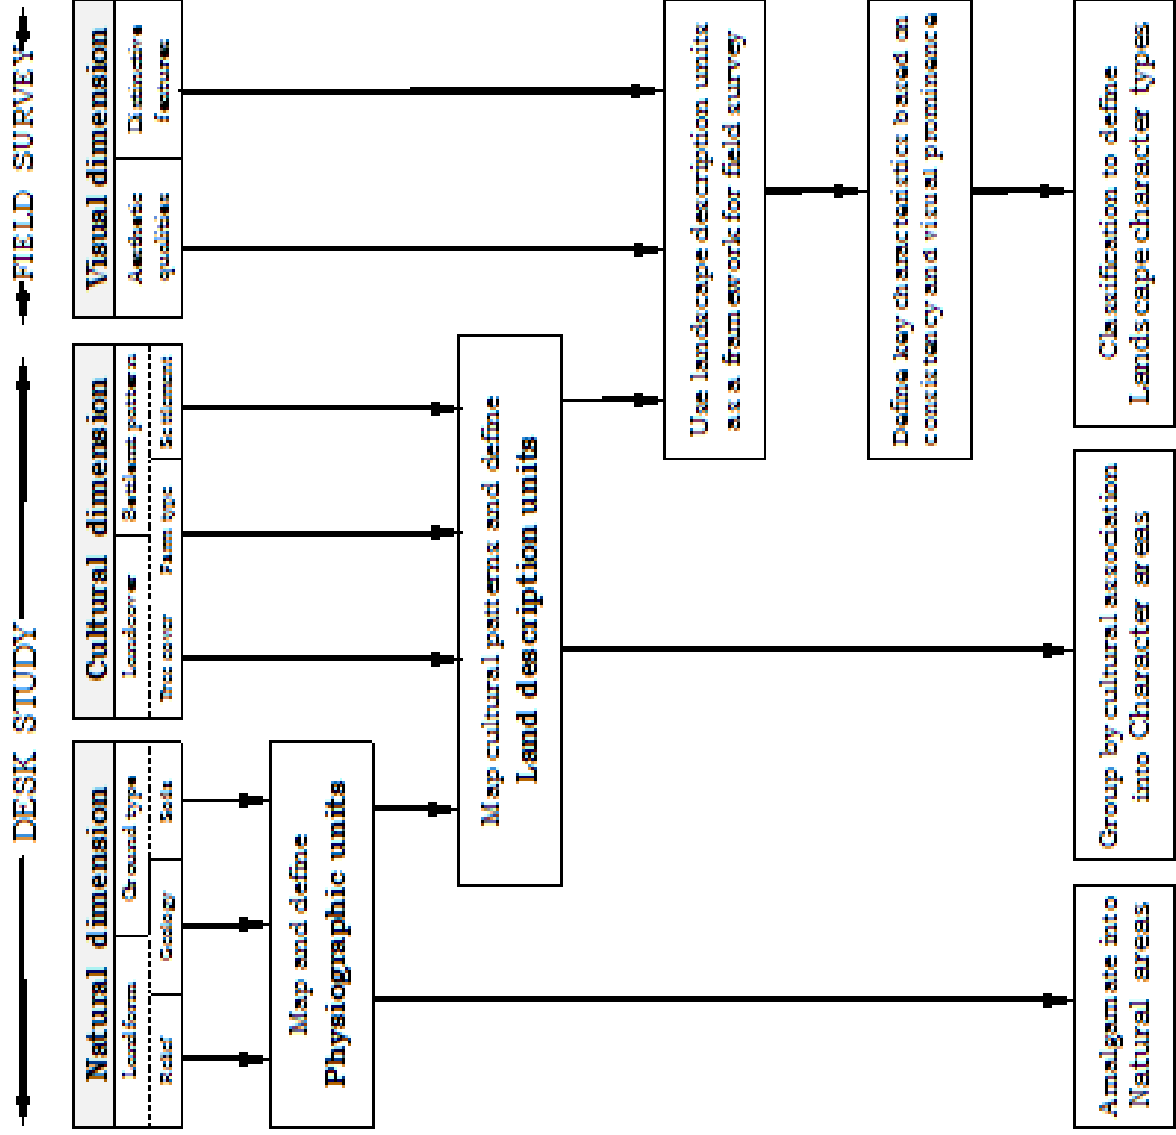 DESK STUDY
FIELD SURVEY
Natural dimension
Landform
Ground type
Relief
Geology
Soils
Cultural dimension
Landcover
Settlement pattern
Tree cover
Farm type
Settlement
Visual dimension
Aesthetic
qualities
Distinctive
features
Map and define
Physiographic units
Map cultural patterns and define
Land description units
Use landscape description units
as a framework for field survey
Define key characteristics based on
consistency and visual prominence
Amalgamate into
Natural areas
Group by cultural association
into Character areas
Classification to define
Landscape character types